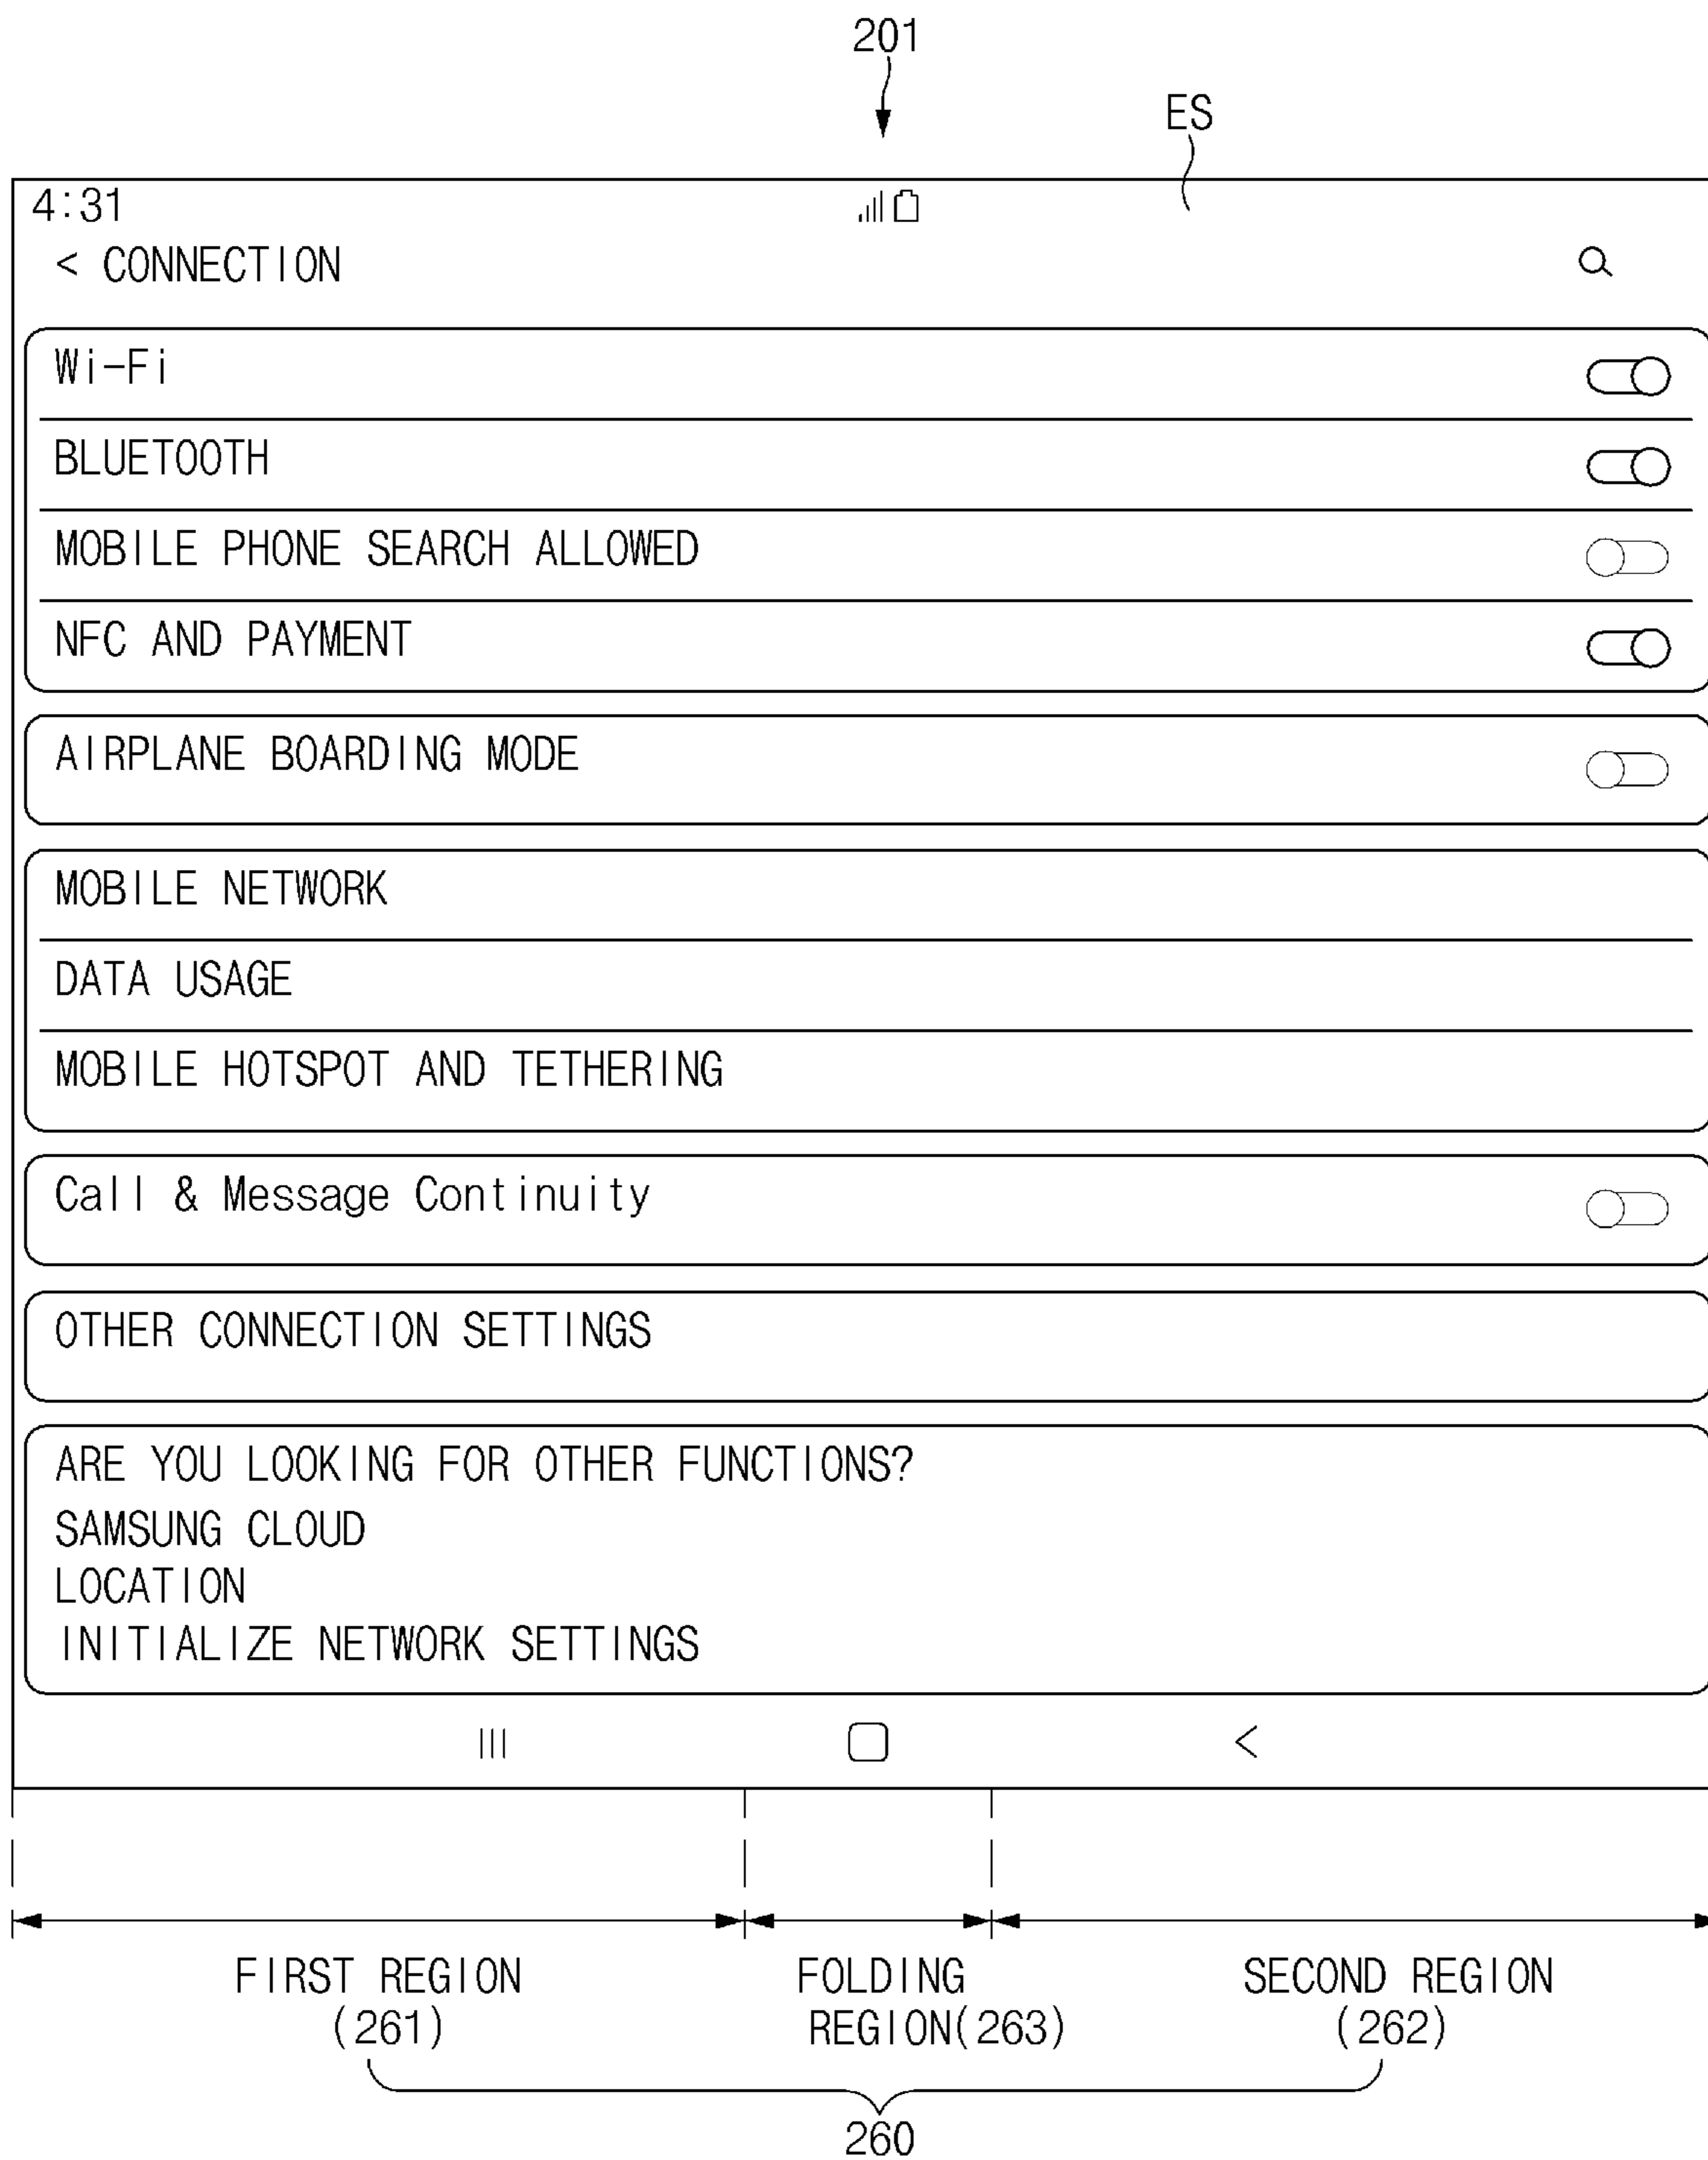 201
ES
4:31
< CONNECTION
Wi-Fi
BLUETOOTH
MOBILE PHONE SEARCH ALLOWED
NFC AND PAYMENT
AIRPLANE BOARDING MODE
MOBILE NETWORK
DATA USAGE
MOBILE HOTSPOT AND TETHERING
Call & Message Continuity
OTHER CONNECTION SETTINGS
ARE YOU LOOKING FOR OTHER FUNCTIONS?
SAMSUNG CLOUD
LOCATION
INITIALIZE NETWORK SETTINGS
FIRST REGION
(261)
FOLDING
REGION(263)
SECOND REGION
(262)
260